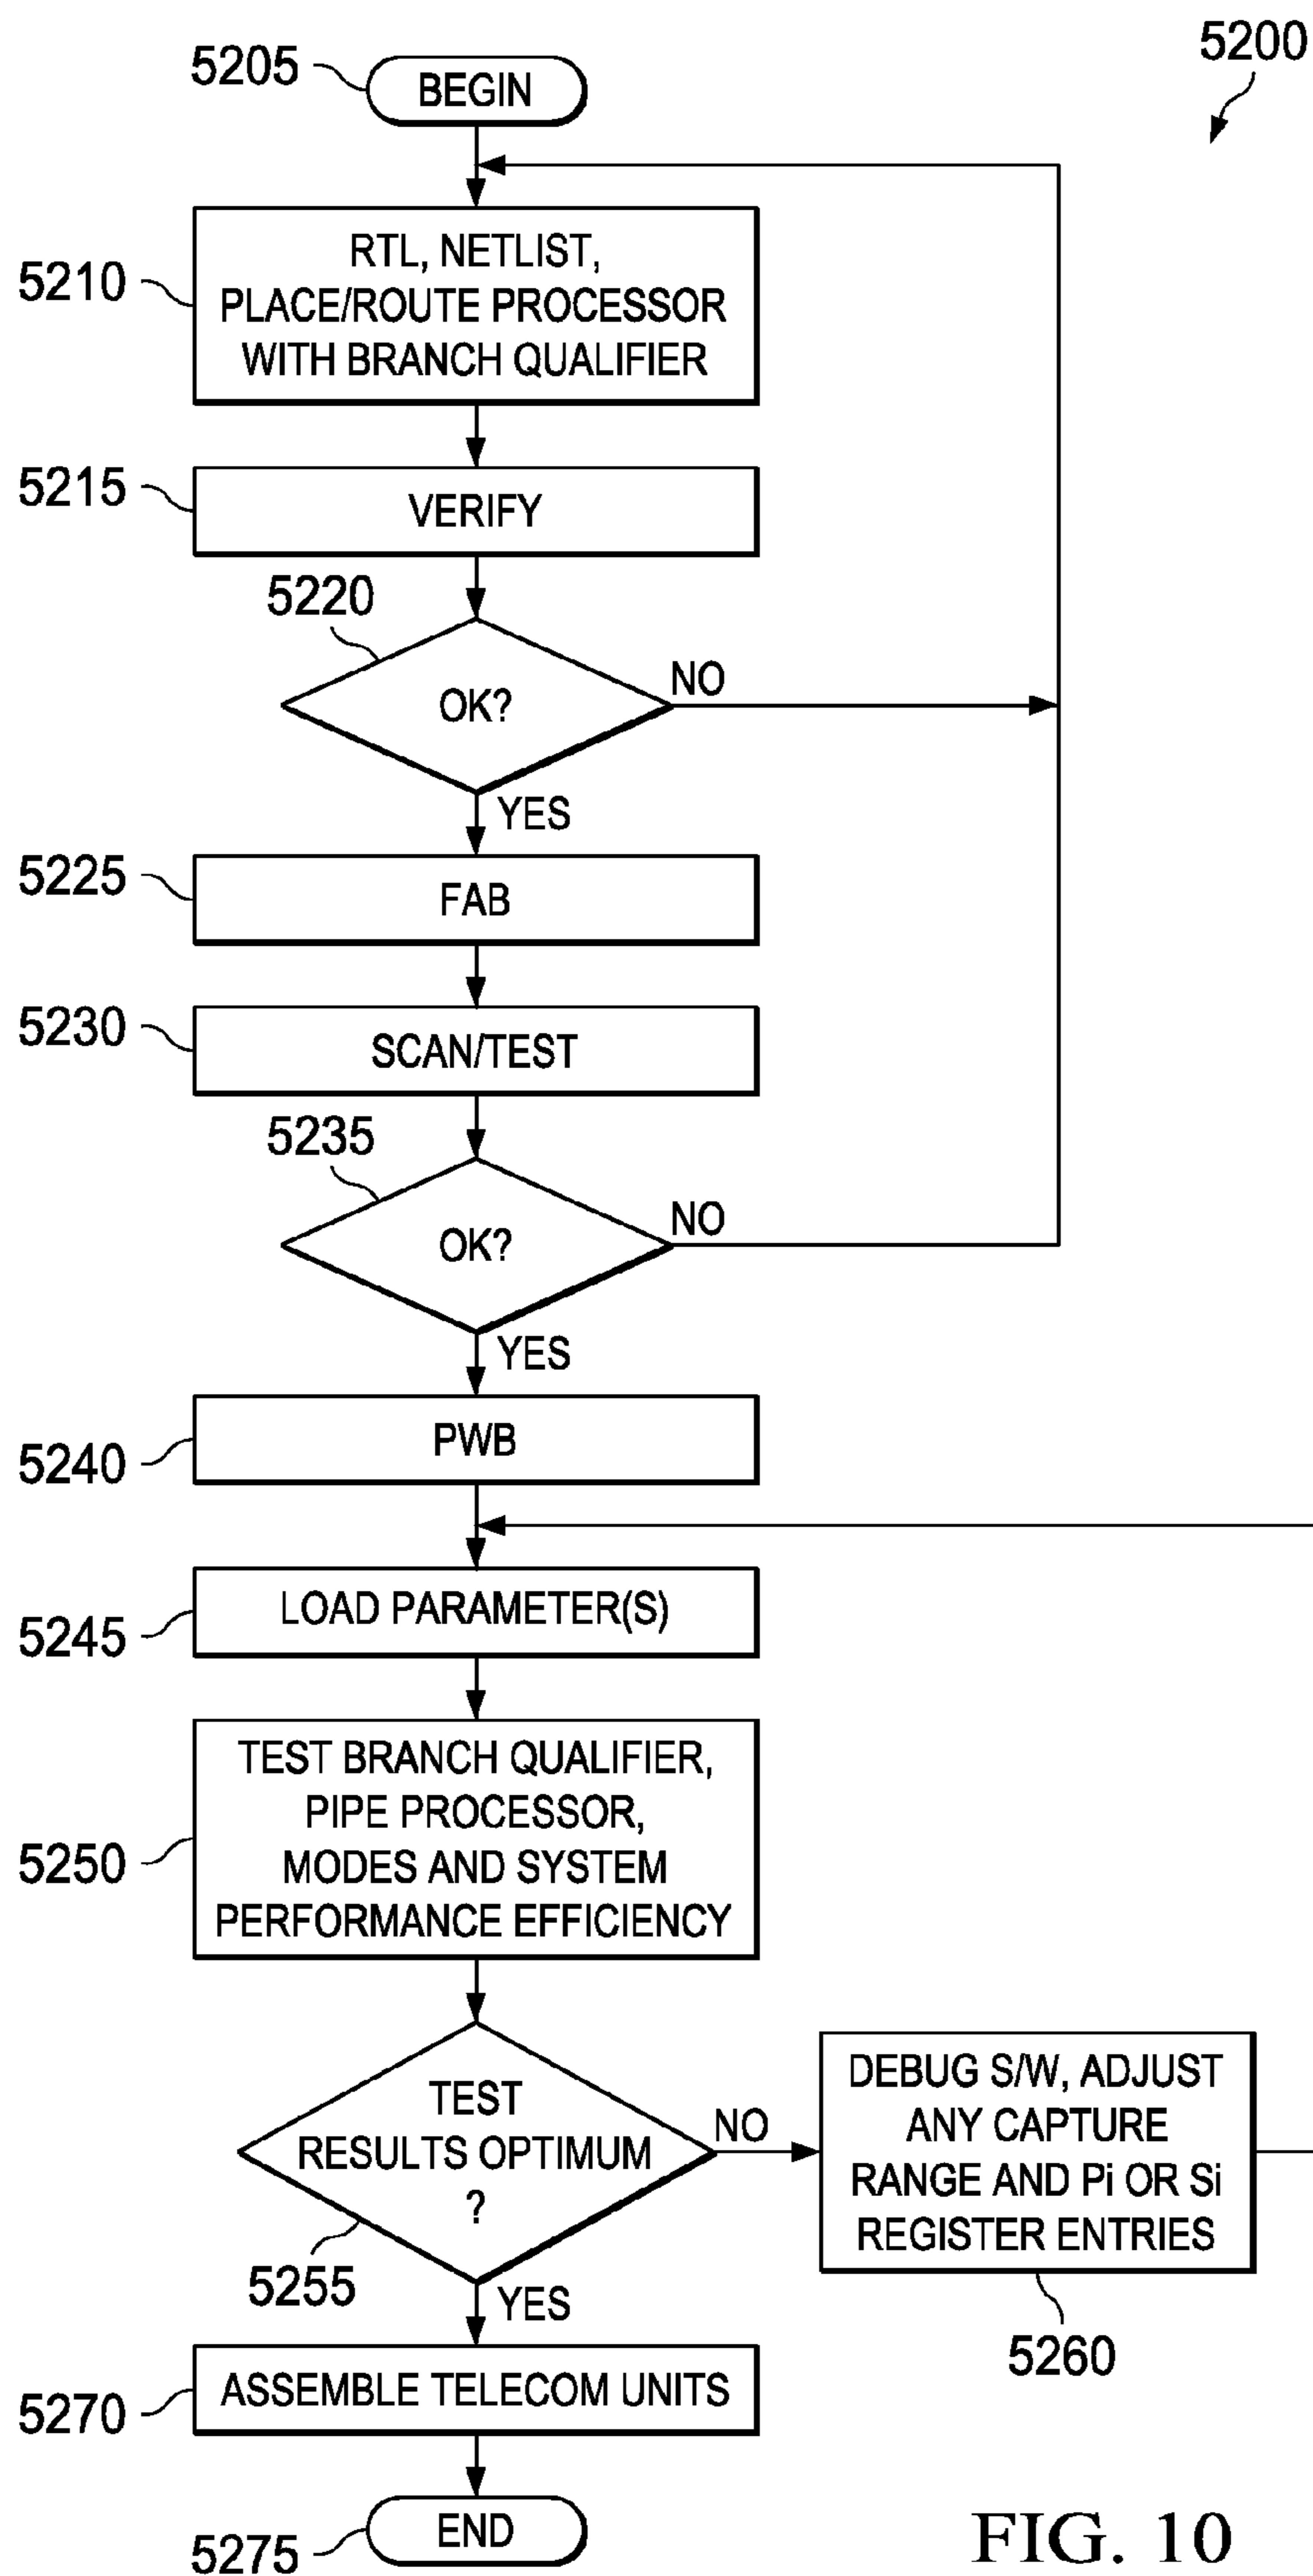 5200
5205
BEGIN
5210
RTL, NETLIST,
PLACE/ROUTE PROCESSOR
WITH BRANCH QUALIFIER
5215
VERIFY
5220
OK?
NO
YES
5225
FAB
5230
SCAN/TEST
5235
OK?
NO
YES
5240
PWB
5245
LOAD PARAMETER(S)
5250
TEST BRANCH QUALIFIER,
PIPE PROCESSOR,
MODES AND SYSTEM
PERFORMANCE EFFICIENCY
TEST
RESULTS OPTIMUM
?
5255
NO
DEBUG S/W, ADJUST
ANY CAPTURE
RANGE AND Pi OR Si
REGISTER ENTRIES
5260
YES
5270
ASSEMBLE TELECOM UNITS
5275
END
FIG. 10